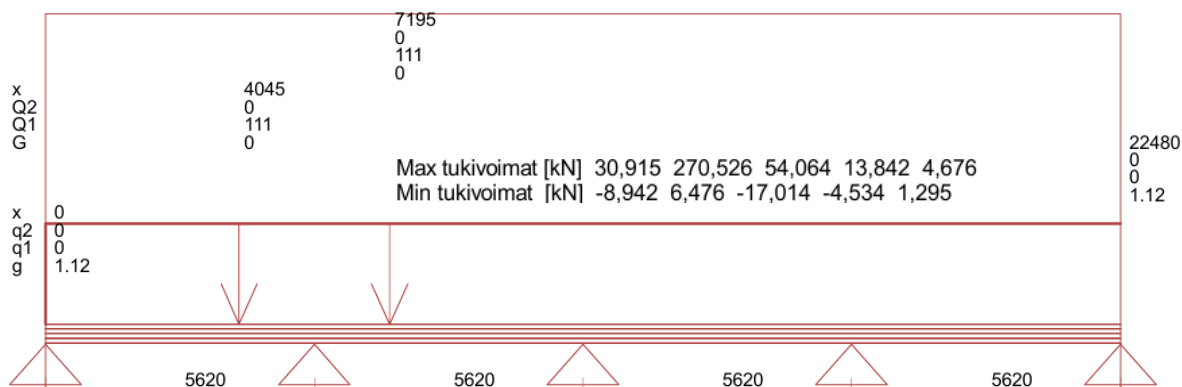 7195
0
111
0
x
Q2
Q1
G
4045
0
111
0
22480
0
0
1.12
Max tukivoimat [kN] 30,915 270,526 54,064 13,842 4,676
Min tukivoimat [kN] -8,942 6,476 -17,014 -4,534 1,295
x 0
q2 0
q1 0
g 1.12
5620 5620 5620 5620